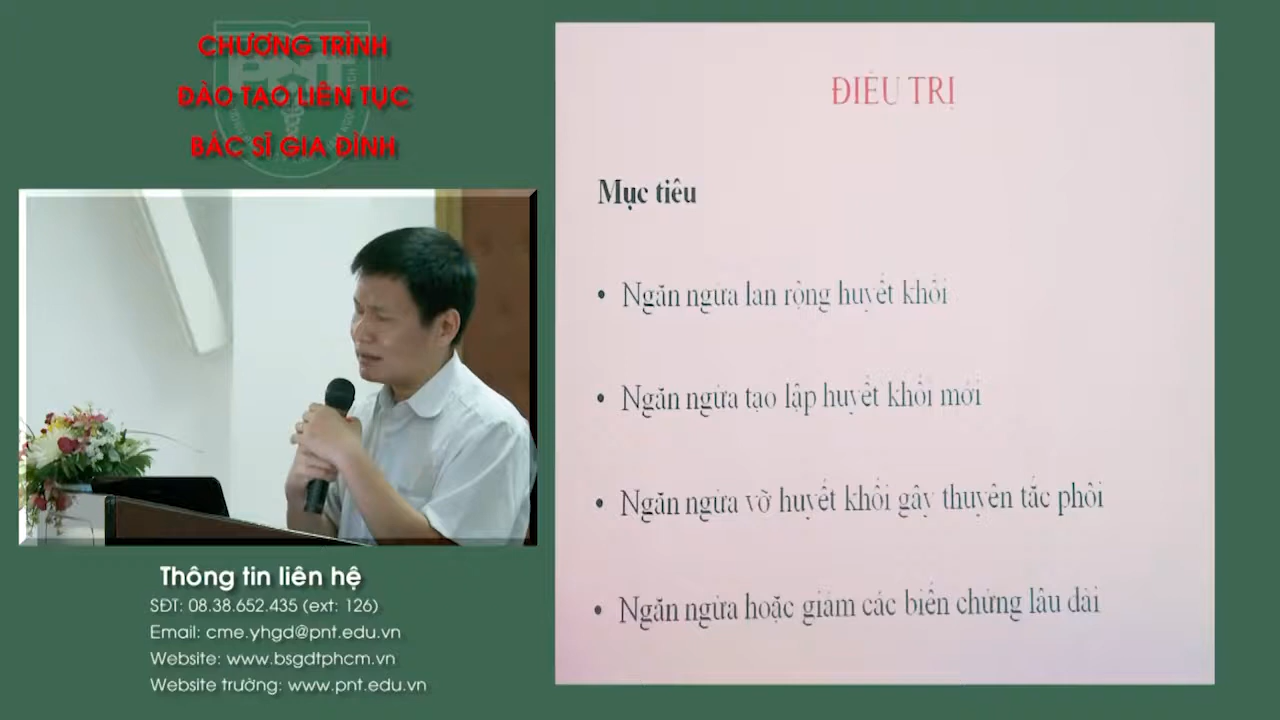 CHƯƠNG TRÌNH
ĐÀO TẠO LIÊN TỤC
BÁC SĨ GIA ĐÌNH
PNT
Thông tin liên hệ
SĐT: 08.38.652.435 (ext: 126)
Email: cme.yhgd@pnt.edu.vn
Website: www.bsgdtphcm.vn
Website trường: www.pnt.edu.vn
ĐIỀU TRỊ
Mục tiêu
• Ngăn ngừa lan rộng huyết khối
• Ngăn ngừa tạo lập huyết khối mới
• Ngăn ngừa vỡ huyết khối gây thuyên tắc phổi
• Ngăn ngừa hoặc giảm các biến chứng lâu dài